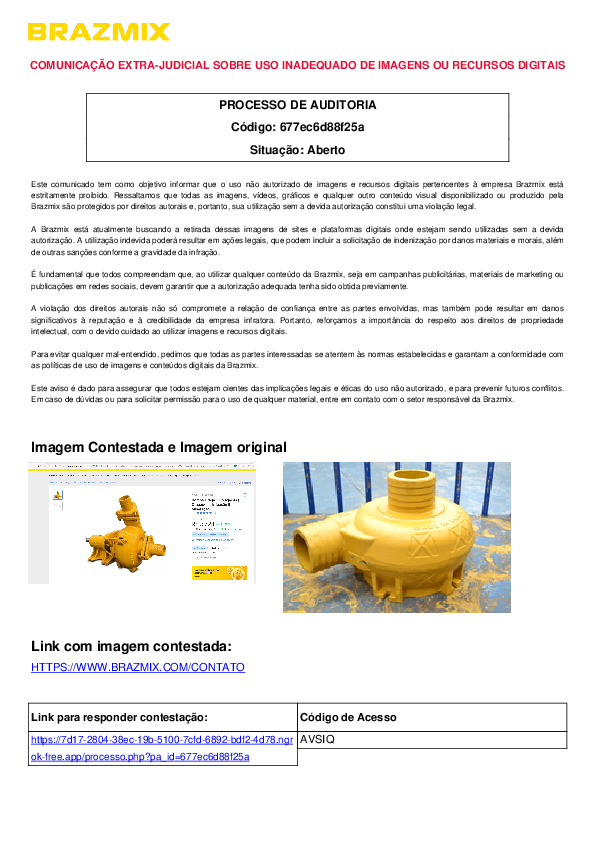 BRAZMIX
COMUNICAÇÃO EXTRA-JUDICIAL SOBRE USO INADEQUADO DE IMAGENS OU RECURSOS DIGITAIS
PROCESSO DE AUDITORIA
Código: 677ec6d88f25a
Situação: Aberto
Este comunicado tem como objetivo informar que o uso não autorizado de imagens e recursos digitais pertencentes à empresa Brazmix está
estritamente proibido. Ressaltamos que todas as imagens, vídeos, gráficos e qualquer outro conteúdo visual disponibilizado ou produzido pela
Brazmix são protegidos por direitos autorais e, portanto, sua utilização sem a devida autorização constitui uma violação legal.
A Brazmix está atualmente buscando a retirada dessas imagens de sites e plataformas digitais onde estejam sendo utilizadas sem a devida
autorização. A utilização indevida poderá resultar em ações legais, que podem incluir a solicitação de indenização por danos materiais e morais, além
de outras sanções conforme a gravidade da infração.
É fundamental que todos compreendam que, ao utilizar qualquer conteúdo da Brazmix, seja em campanhas publicitárias, materiais de marketing ou
publicações em redes sociais, devem garantir que a autorização adequada tenha sido obtida previamente.
A violação dos direitos autorais não só compromete a relação de confiança entre as partes envolvidas, mas também pode resultar em danos
significativos à reputação e à credibilidade da empresa infratora. Portanto, reforçamos a importância do respeito aos direitos de propriedade
intelectual, com o devido cuidado ao utilizar imagens e recursos digitais.
Para evitar qualquer mal-entendido, pedimos que todas as partes interessadas se atentem às normas estabelecidas e garantam a conformidade com
as políticas de uso de imagens e conteúdos digitais da Brazmix.
Este aviso é dado para assegurar que todos estejam cientes das implicações legais e éticas do uso não autorizado, e para prevenir futuros conflitos.
Em caso de dúvidas ou para solicitar permissão para o uso de qualquer material, entre em contato com o setor responsável da Brazmix.
Imagem Contestada e Imagem original
Link com imagem contestada:
HTTPS://WWW.BRAZMIX.COM/CONTATO
Link para responder contestação:
Código de Acesso
https://7d17-2804-38ec-19b-5100-7cfd-6892-bdf2-4d78.ngr
ok-free.app/processo.php?pa_id=677ec6d88f25a
AVSIQ